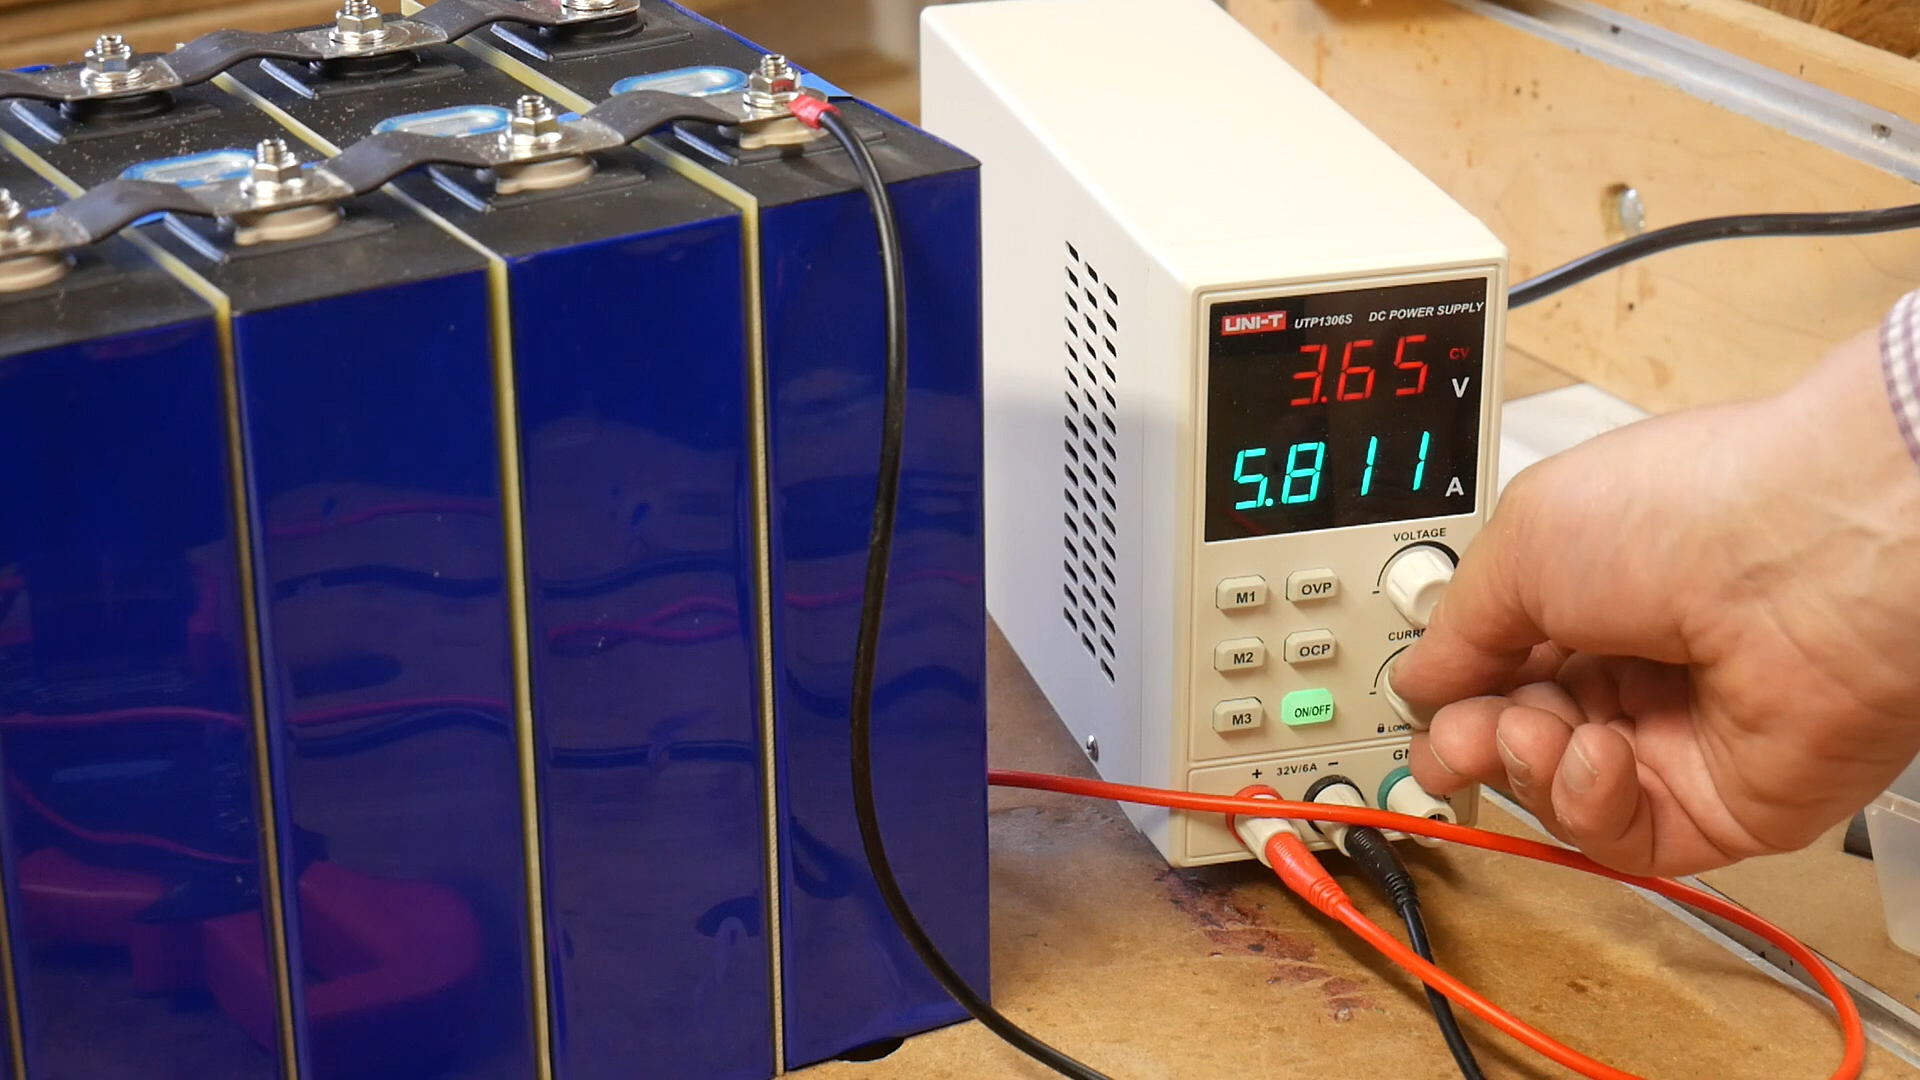 UNI-T UTP1306S DC POWER SUPPLY
3.65 CV V
5.811 A
VOLTAGE
M1 OVP
M2 OCP
M3 ON/OFF
+ 32V/6A −